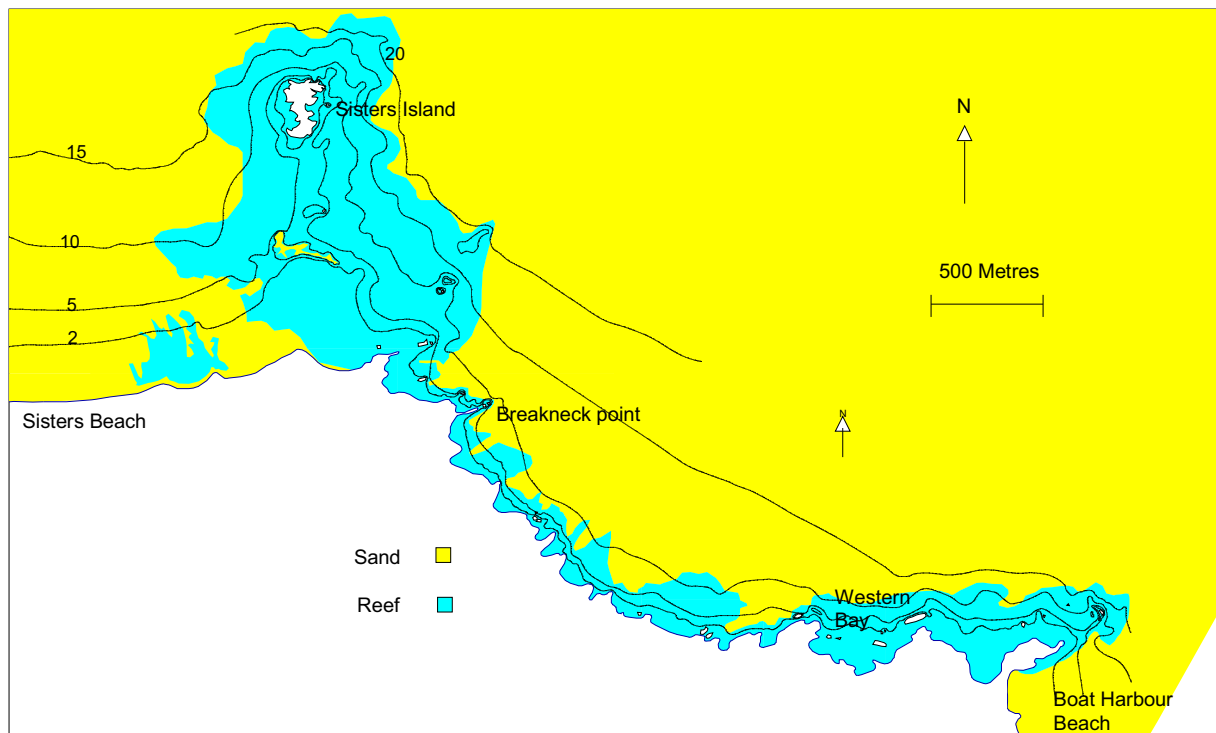 20
Sisters Island
N
15
10
500 Metres
5
2
Sisters Beach
Breakneck point
N
Sand
Reef
Western
Bay
Boat Harbour
Beach